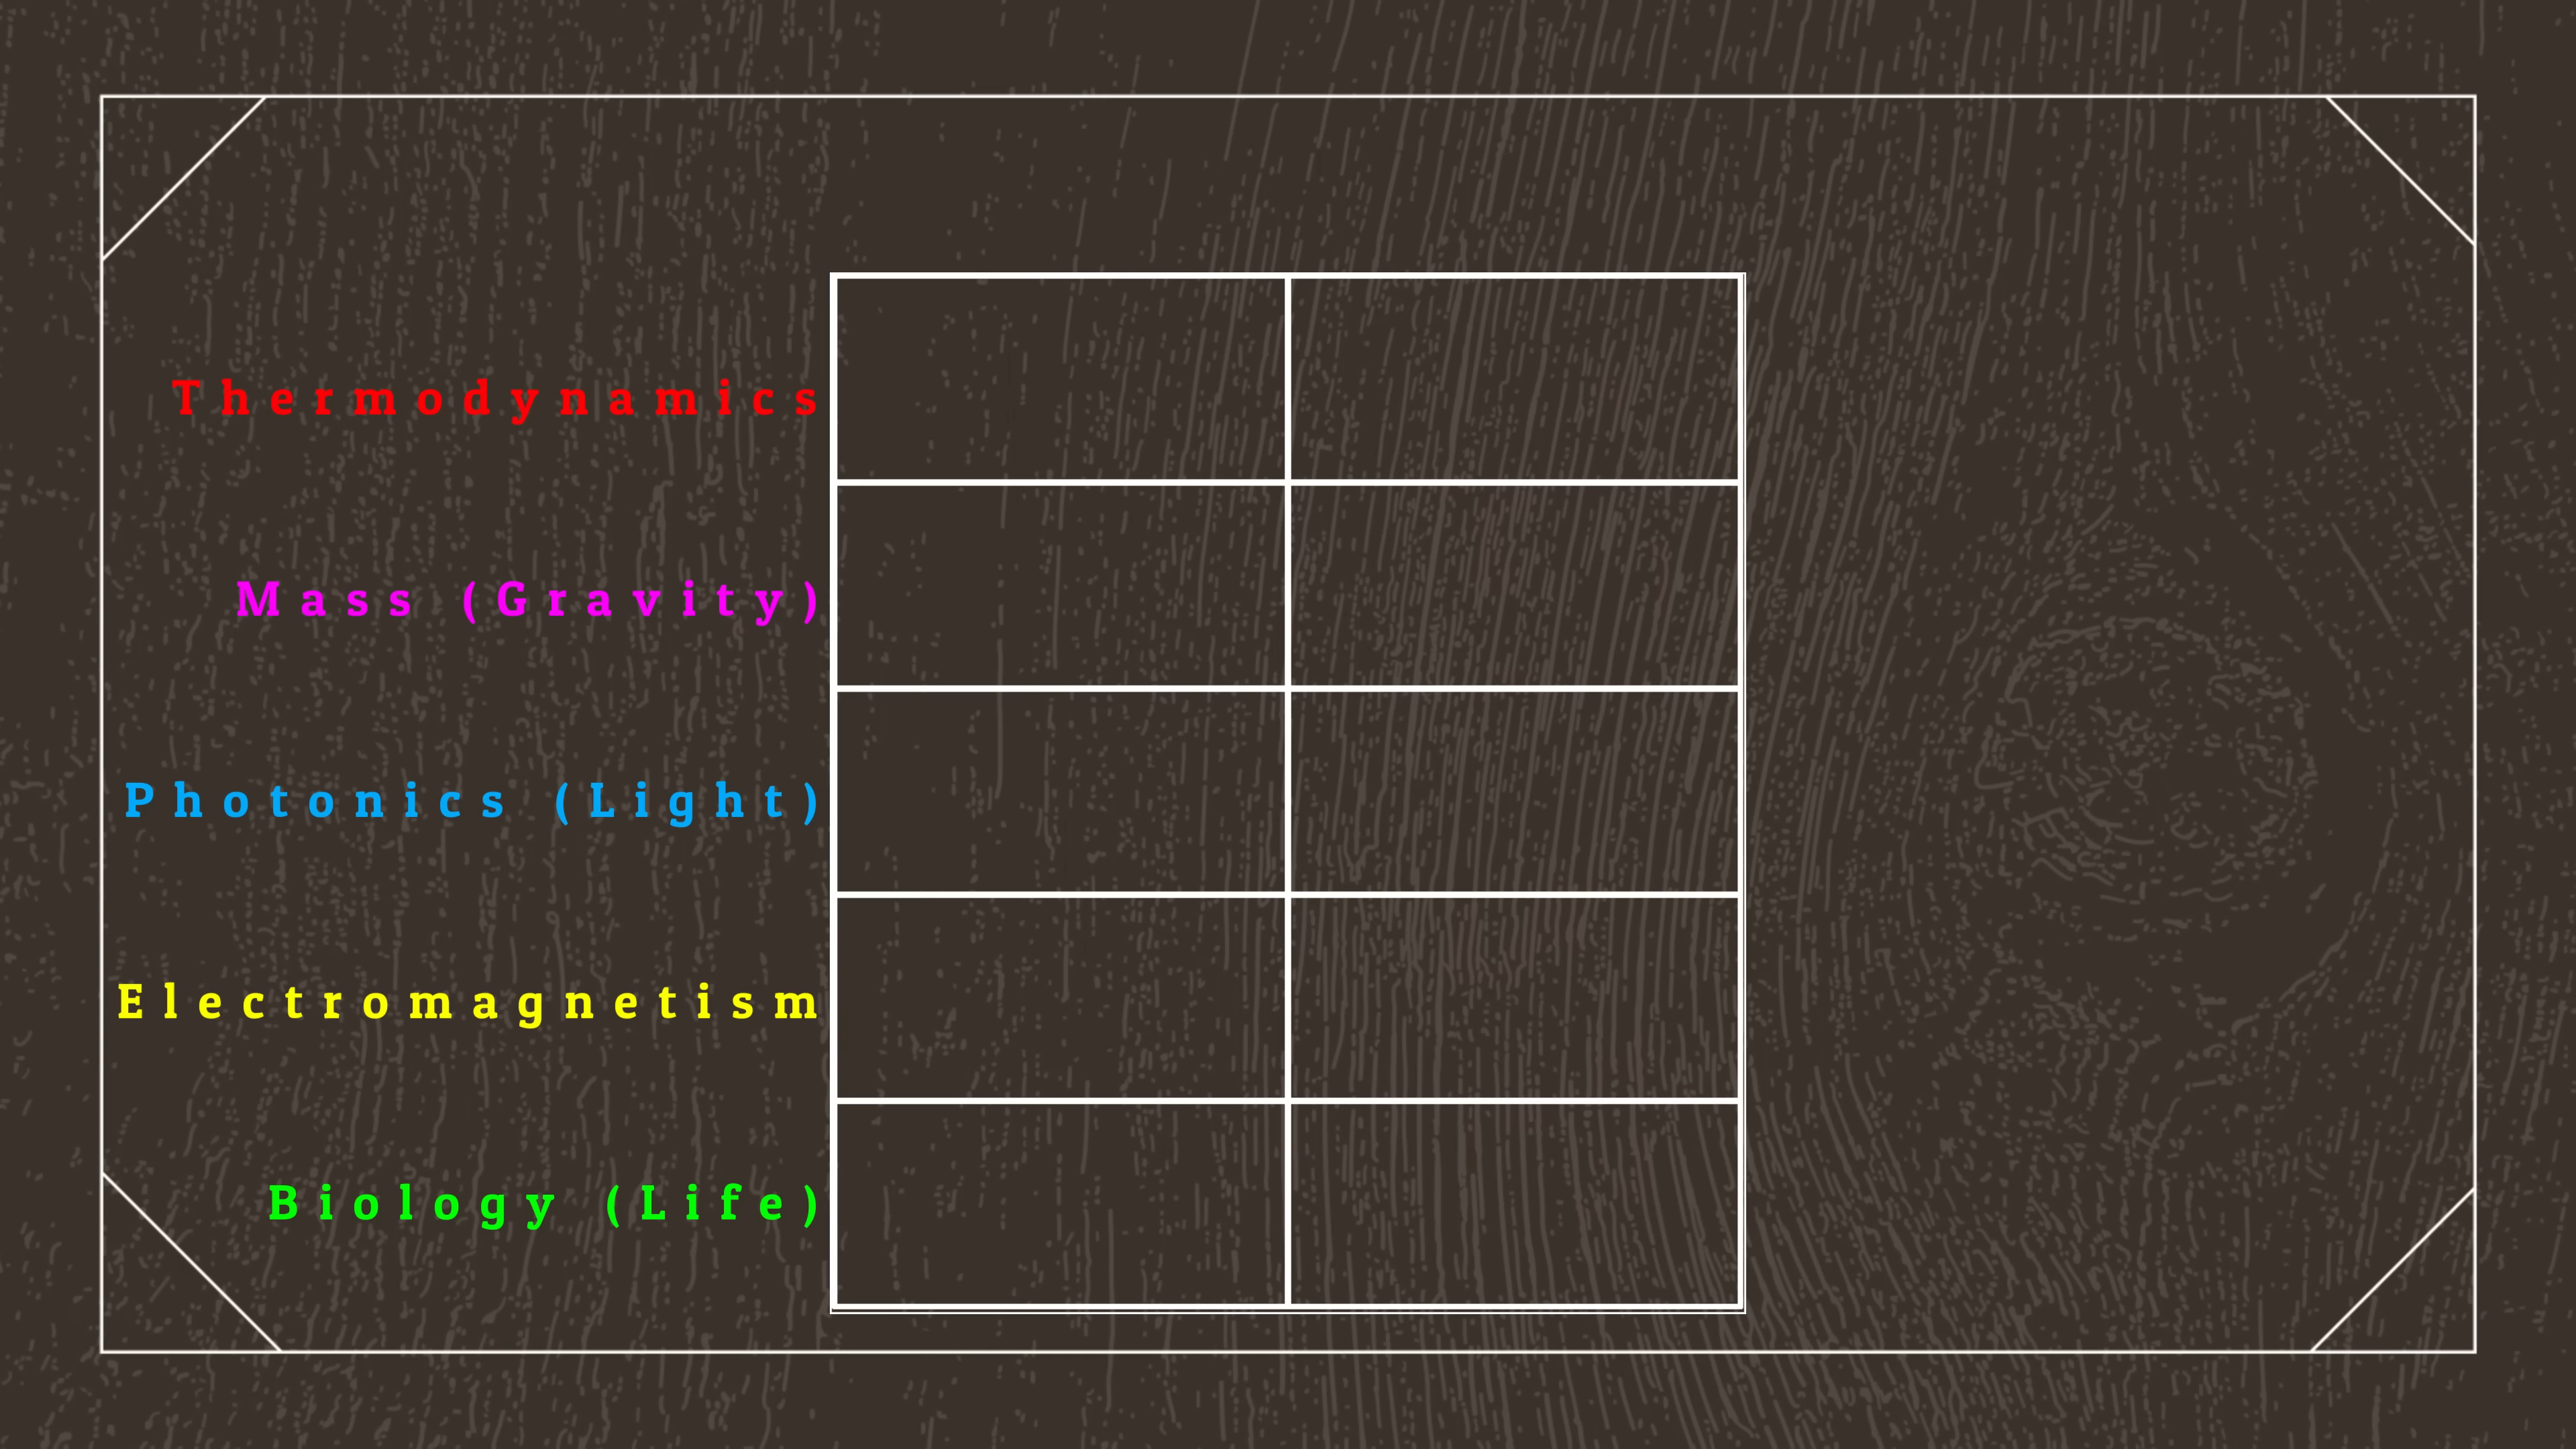 Thermodynamics
Mass (Gravity)
Photonics (Light)
Electromagnetism
Biology (Life)